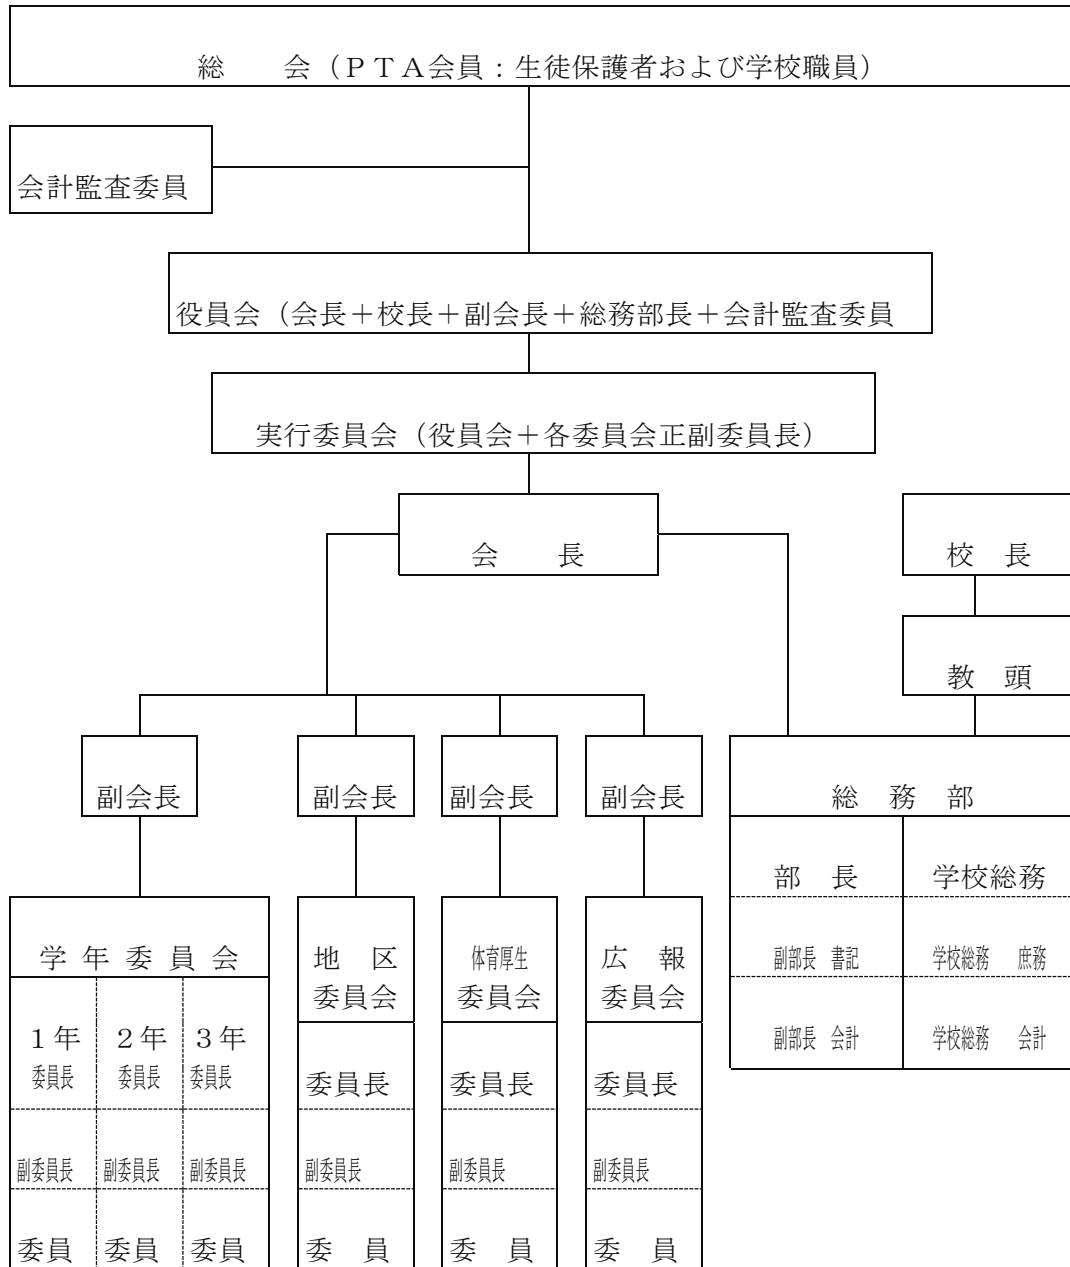 総　　会（ＰＴＡ会員：生徒保護者および学校職員）
会計監査委員
役員会（会長＋校長＋副会長＋総務部長＋会計監査委員
実行委員会（役員会＋各委員会正副委員長）
会　　長
校　長
教　頭
副会長　副会長　副会長　副会長
総　務　部
部　長　学校総務
副部長　書記　学校総務　庶務
副部長　会計　学校総務　会計
学 年 委 員 会
１年　２年　３年
委員長　委員長　委員長
副委員長　副委員長　副委員長
委員　委員　委員
地　区
委員会
委員長
副委員長
委　員
体育厚生
委員会
委員長
副委員長
委　員
広　報
委員会
委員長
副委員長
委　員